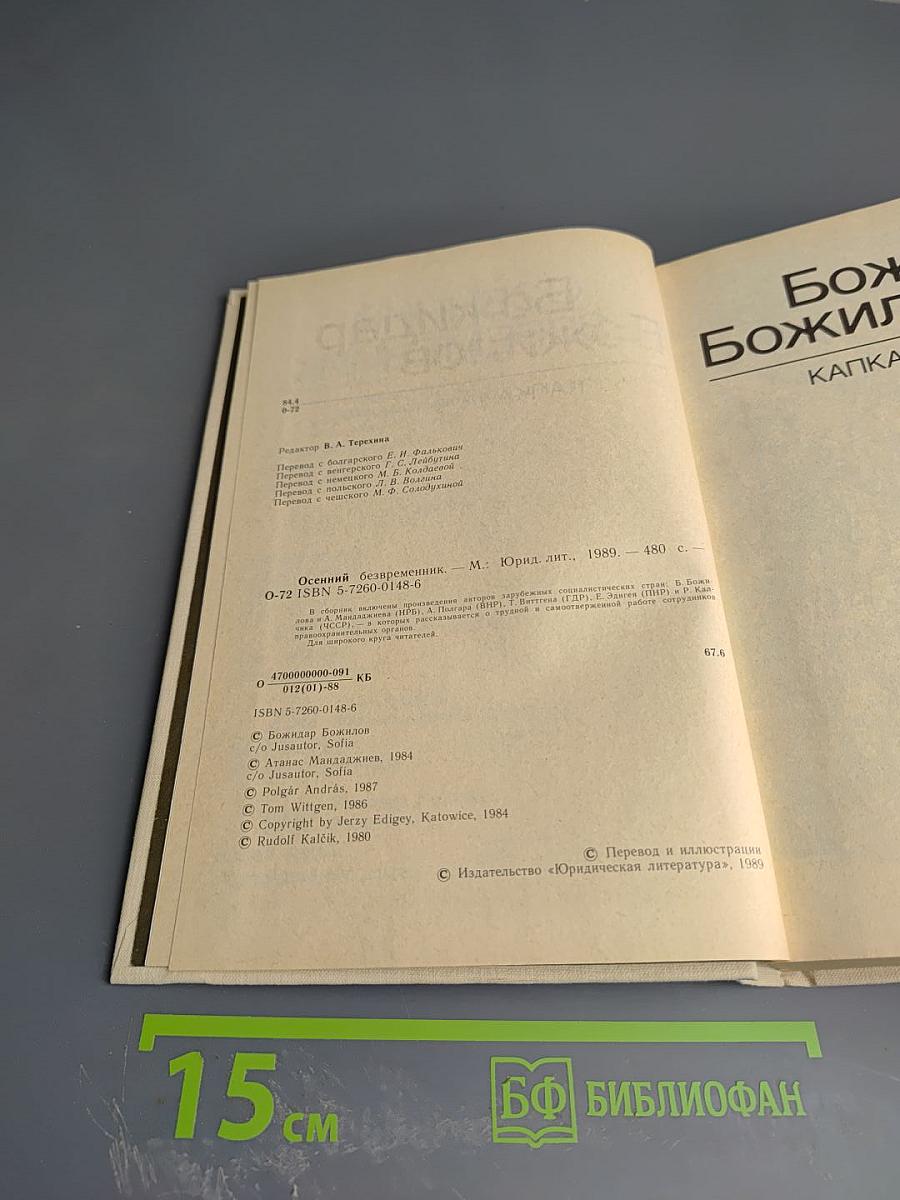 84.4
О-72
Редактор В. А. Терехина
Перевод с болгарского Е. И. Фалькович
Перевод с венгерского Г. С. Лейбутина
Перевод с немецкого М. Б. Колдаевой
Перевод с польского Л. В. Волгина
Перевод с чешского М. Ф. Солодухиной
Осенний безвременник. — М.: Юрид. лит., 1989. — 480 с. —
О-72 ISBN 5-7260-0148-6
В сборник включены произведения авторов зарубежных социалистических стран: Б. Божи-
лова и А. Мандаджиева (НРБ), А. Полгара (ВНР), Т. Виттгена (ГДР), Е. Эдигея (ПНР) и Р. Кал-
чика (ЧССР), — в которых рассказывается о трудной и самоотверженной работе сотрудников
правоохранительных органов.
Для широкого круга читателей.
О 4700000000-091 КБ
012(01)-88
67.6
ISBN 5-7260-0148-6
© Божидар Божилов
c/o Jusautor, Sofia
© Атанас Мандаджиев, 1984
c/o Jusautor, Sofia
© Polgár András, 1987
© Tom Wittgen, 1986
© Copyright by Jerzy Edigey, Katowice, 1984
© Rudolf Kalčik, 1980
© Перевод и иллюстрации
© Издательство «Юридическая литература», 1989
Бож
Божил
КАПКА
15 см
БФ БИБЛИОФАН